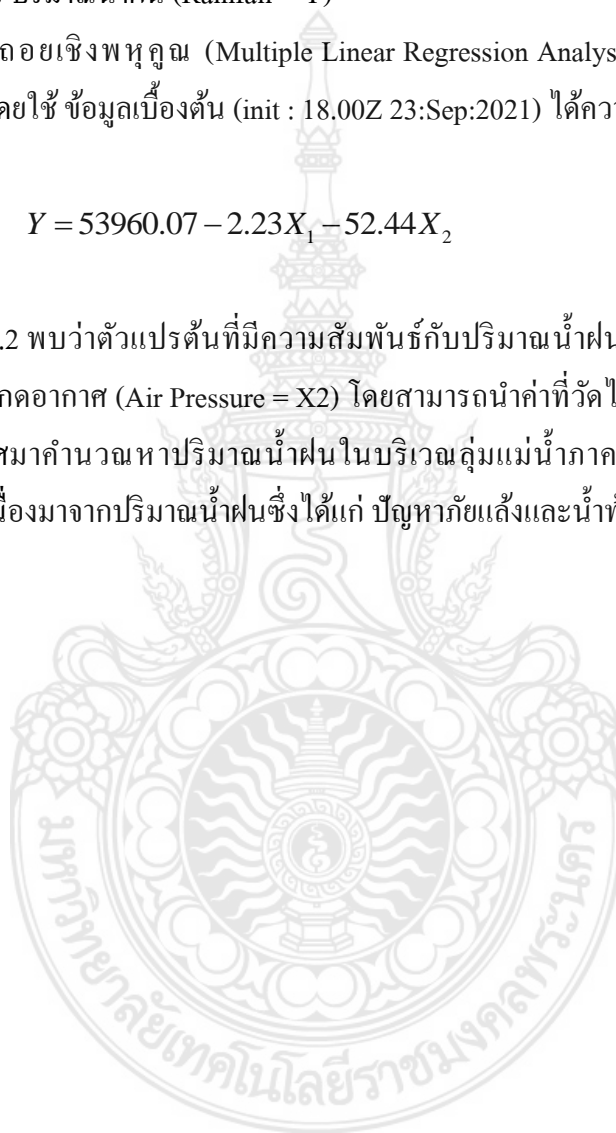 ปริมาณน้ำฝน (Rainfall = Y)
ถอยเชิงพหุคูณ (Multiple Linear Regression Analys
ดยใช้ ข้อมูลเบื้องต้น (init : 18.00Z 23:Sep:2021) ได้ควา
Y = 53960.07 − 2.23X₁ − 52.44X₂
.2 พบว่าตัวแปรต้นที่มีความสัมพันธ์กับปริมาณน้ำฝน
กดอากาศ (Air Pressure = X2) โดยสามารถนำค่าที่วัดไ
ศมาคำนวณหาปริมาณน้ำฝนในบริเวณลุ่มแม่น้ำภาค
นื่องมาจากปริมาณน้ำฝนซึ่งได้แก่ ปัญหาภัยแล้งและน้ำท
มหาวิทยาลัยเทคโนโลยีราชมงคลพระนคร